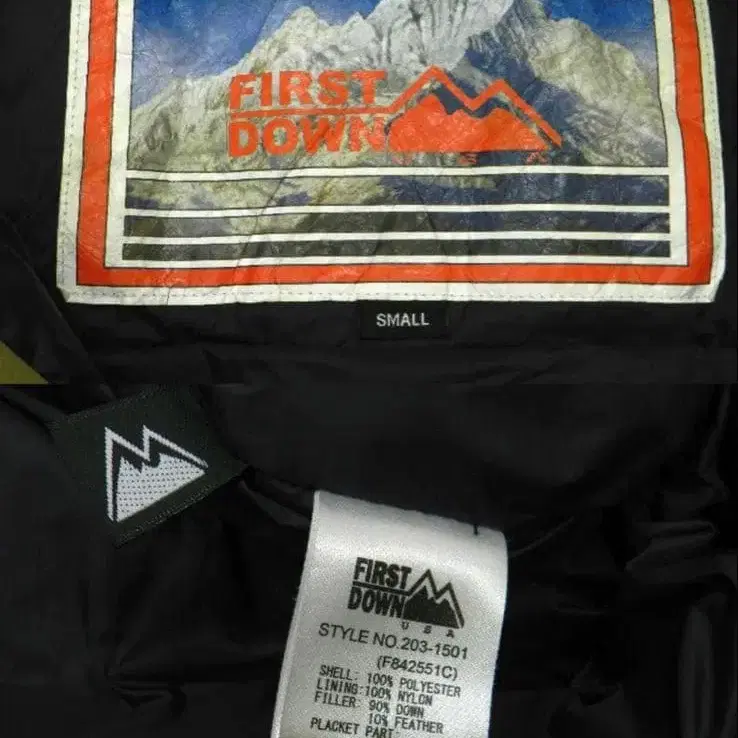 FIRST
DOWN
U S A
SMALL
FIRST
DOWN
U S A
STYLE NO.203-1501
(F842551C)
SHELL: 100% POLYESTER
LINING:100% NYLON
FILLER: 90% DOWN
10% FEATHER
PLACKET PART